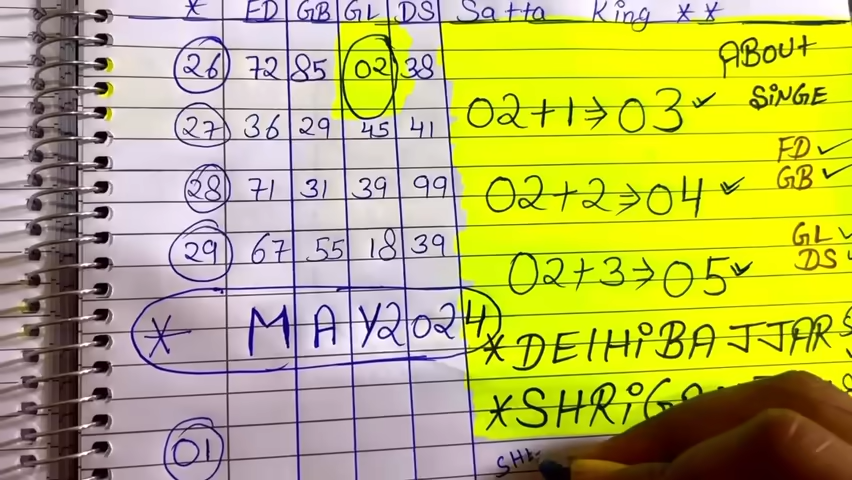 * FD GB GL DS Satta King **
26 72 85 02 38
27 36 29 45 41
28 71 31 39 99
29 67 55 18 39
* MAY2024
01
ABOUT
SiNGE
02+1⇒03✓
FD✓
GB✓
02+2⇒04✓
GL✓
DS
02+3→05✓
*DElHiBAJJAR
*SHRiG
SH